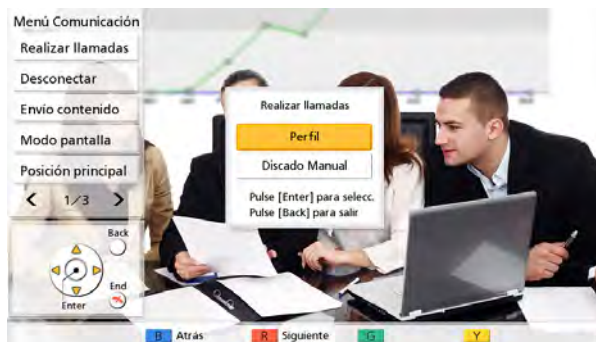 Menú Comunicación
Realizar llamadas
Desconectar
Envío contenido
Modo pantalla
Posición principal
1/3
Back
End
Enter
Realizar llamadas
Perfil
Discado Manual
Pulse [Enter] para selecc.
Pulse [Back] para salir
B Atrás R Siguiente G Y